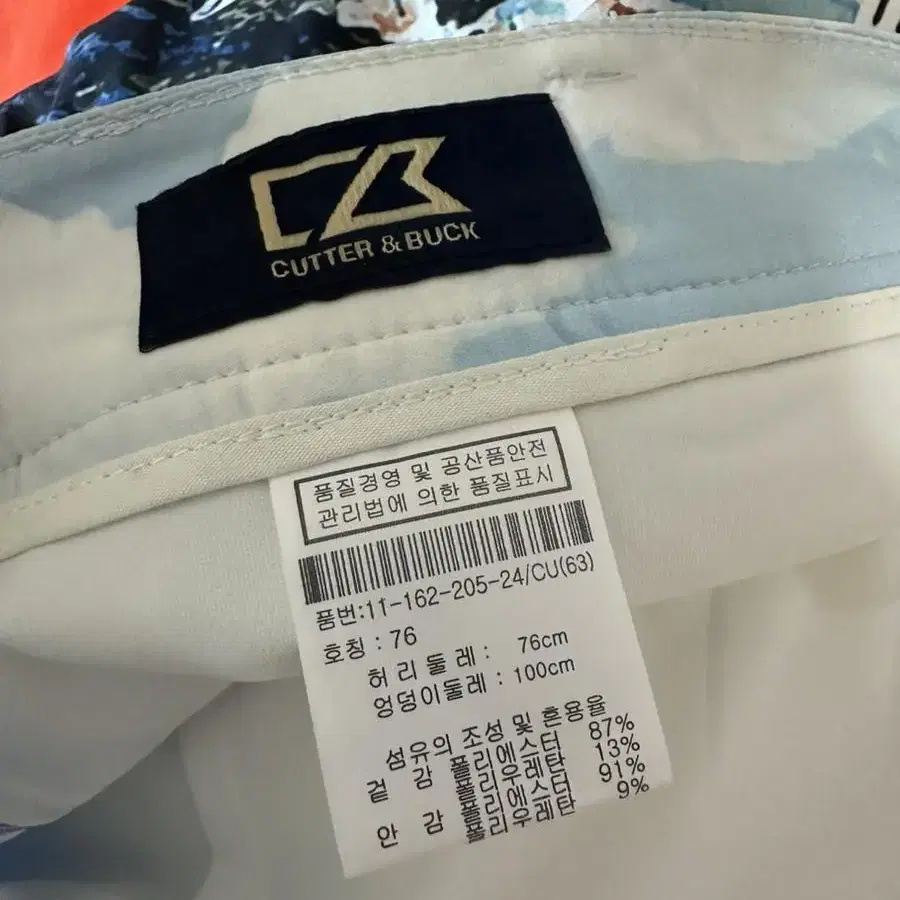 CUTTER & BUCK
품질경영 및 공산품안전
관리법에 의한 품질표시
품번:11-162-205-24/CU(63)
호칭 : 76
허리둘레 : 76cm
엉덩이둘레 : 100cm
섬유의 조성 및 혼용율
겉 감 폴리에스터 87%
폴리우레탄 13%
안 감 폴리에스터 91%
폴리우레탄 9%